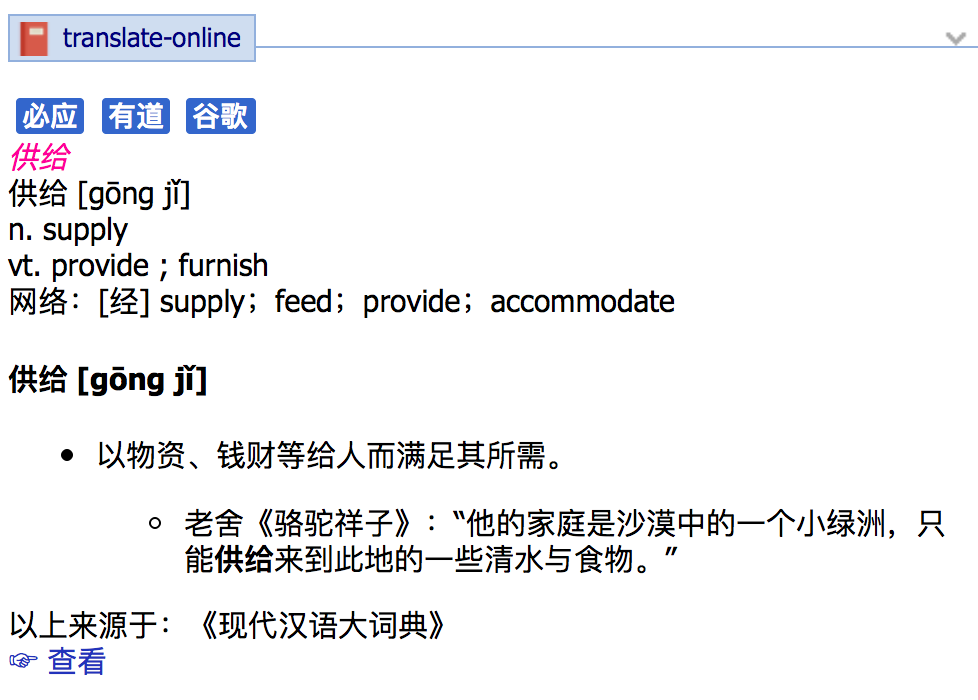 translate-online
必应 有道 谷歌
供给
供给 [gōng jǐ]
n. supply
vt. provide ; furnish
网络：[经] supply；feed；provide；accommodate
供给 [gōng jǐ]
以物资、钱财等给人而满足其所需。
老舍《骆驼祥子》：“他的家庭是沙漠中的一个小绿洲，只
能供给来到此地的一些清水与食物。”
以上来源于：《现代汉语大词典》
☞ 查看